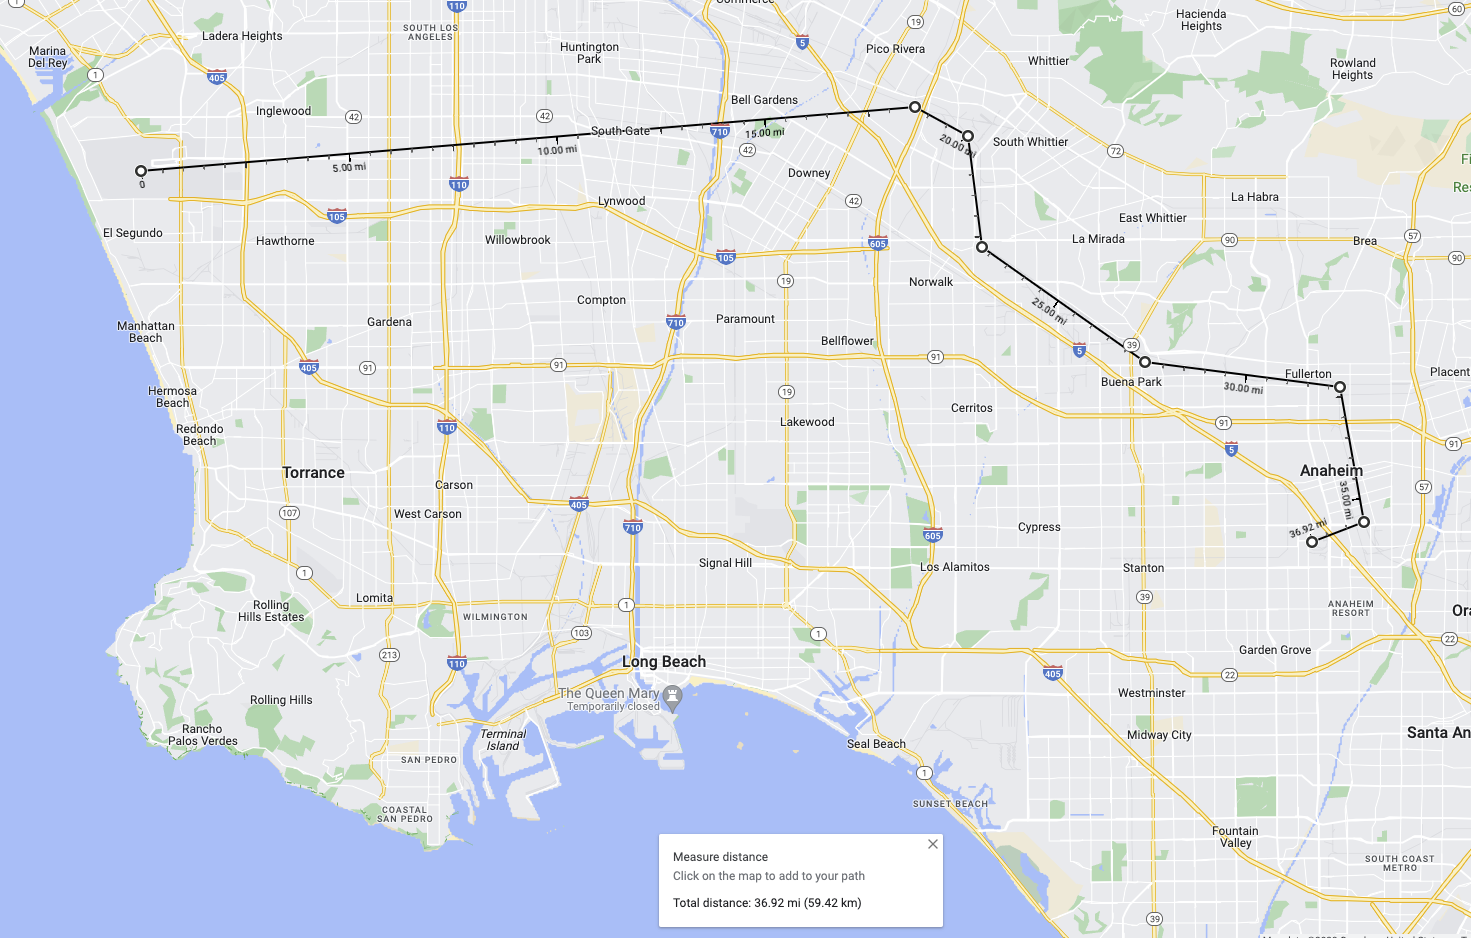 Commerce
110
1
19
60
Hacienda
Heights
Ladera Heights
SOUTH LOS
ANGELES
5
Marina
Del Rey
Huntington
Park
Pico Rivera
Whittier
Rowland
Heights
1
405
Bell Gardens
Inglewood
42
42
South Gate
710
15.00 mi
42
20.00 mi
South Whittier
72
10.00 mi
5.00 mi
0
Downey
110
La Habra
Lynwood
42
105
East Whittier
El Segundo
Hawthorne
Willowbrook
605
La Mirada
90
Brea
57
105
90
19
Norwalk
Compton
25.00 mi
Gardena
710
Paramount
Manhattan
Beach
Bellflower
39
5
405
91
91
91
Buena Park
Fullerton
Placent
30.00 mi
Hermosa
Beach
19
Cerritos
Lakewood
91
Redondo
Beach
110
5
91
Torrance
Anaheim
Carson
57
35.00 mi
107
West Carson
405
710
Cypress
36.92 mi
605
Signal Hill
Los Alamitos
Stanton
1
Lomita
Rolling
Hills Estates
1
WILMINGTON
39
ANAHEIM
RESORT
103
1
22
213
110
Long Beach
Garden Grove
405
22
The Queen Mary
Temporarily closed
Westminster
Rolling Hills
Rancho
Palos Verdes
Terminal
Island
Midway City
Santa An
Seal Beach
SAN PEDRO
1
SUNSET BEACH
COASTAL
SAN PEDRO
Fountain
Valley
Measure distance
Click on the map to add to your path
Total distance: 36.92 mi (59.42 km)
SOUTH COAST
METRO
39